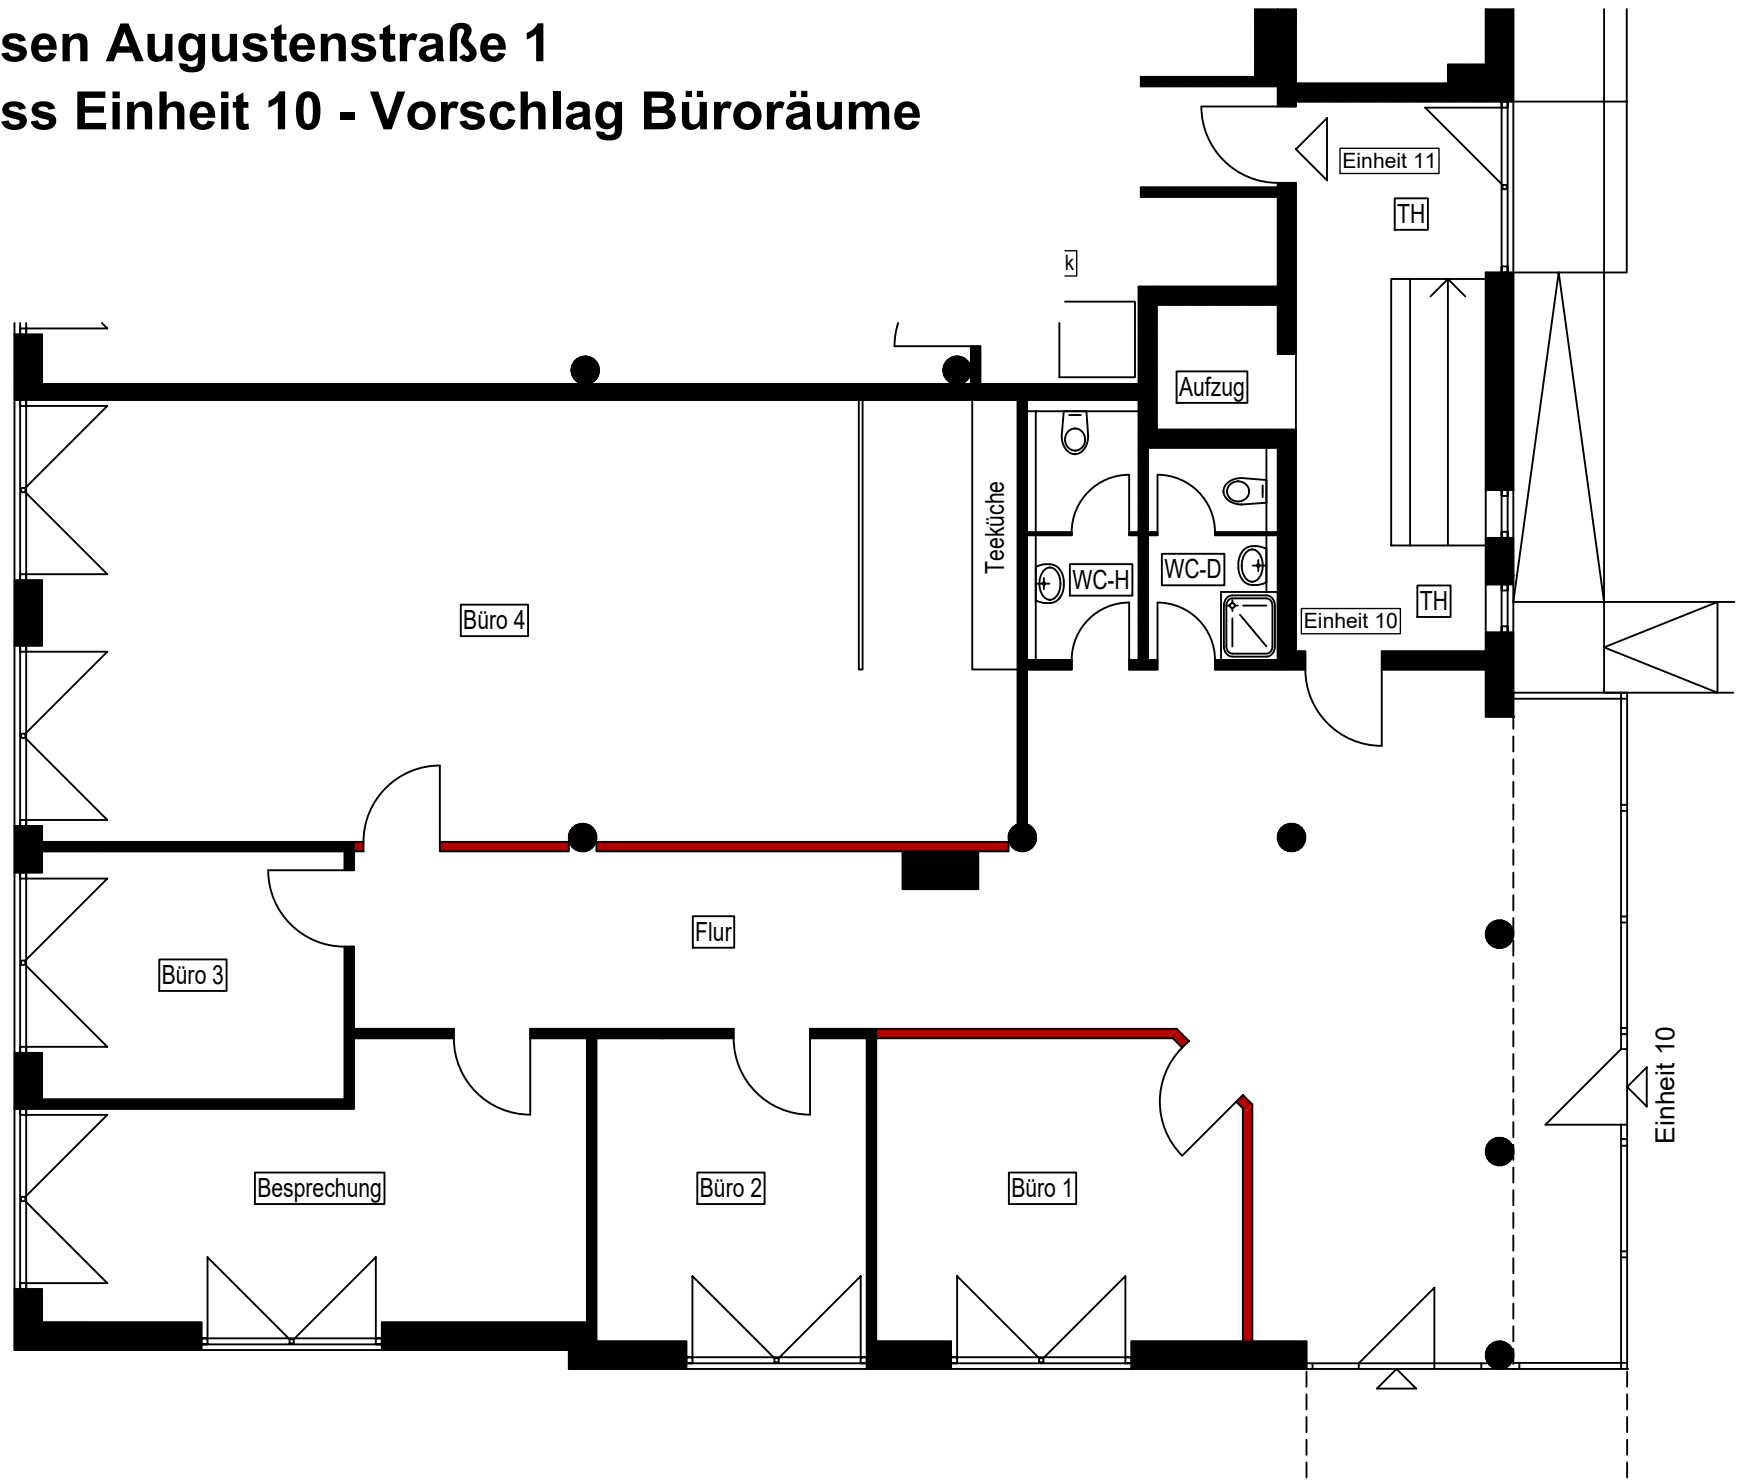 sen Augustenstraße 1
ss Einheit 10 - Vorschlag Büroräume
Einheit 11
TH
k
Aufzug
Teeküche
WC-H
WC-D
TH
Büro 4
Einheit 10
Flur
Büro 3
Einheit 10
Besprechung
Büro 2
Büro 1